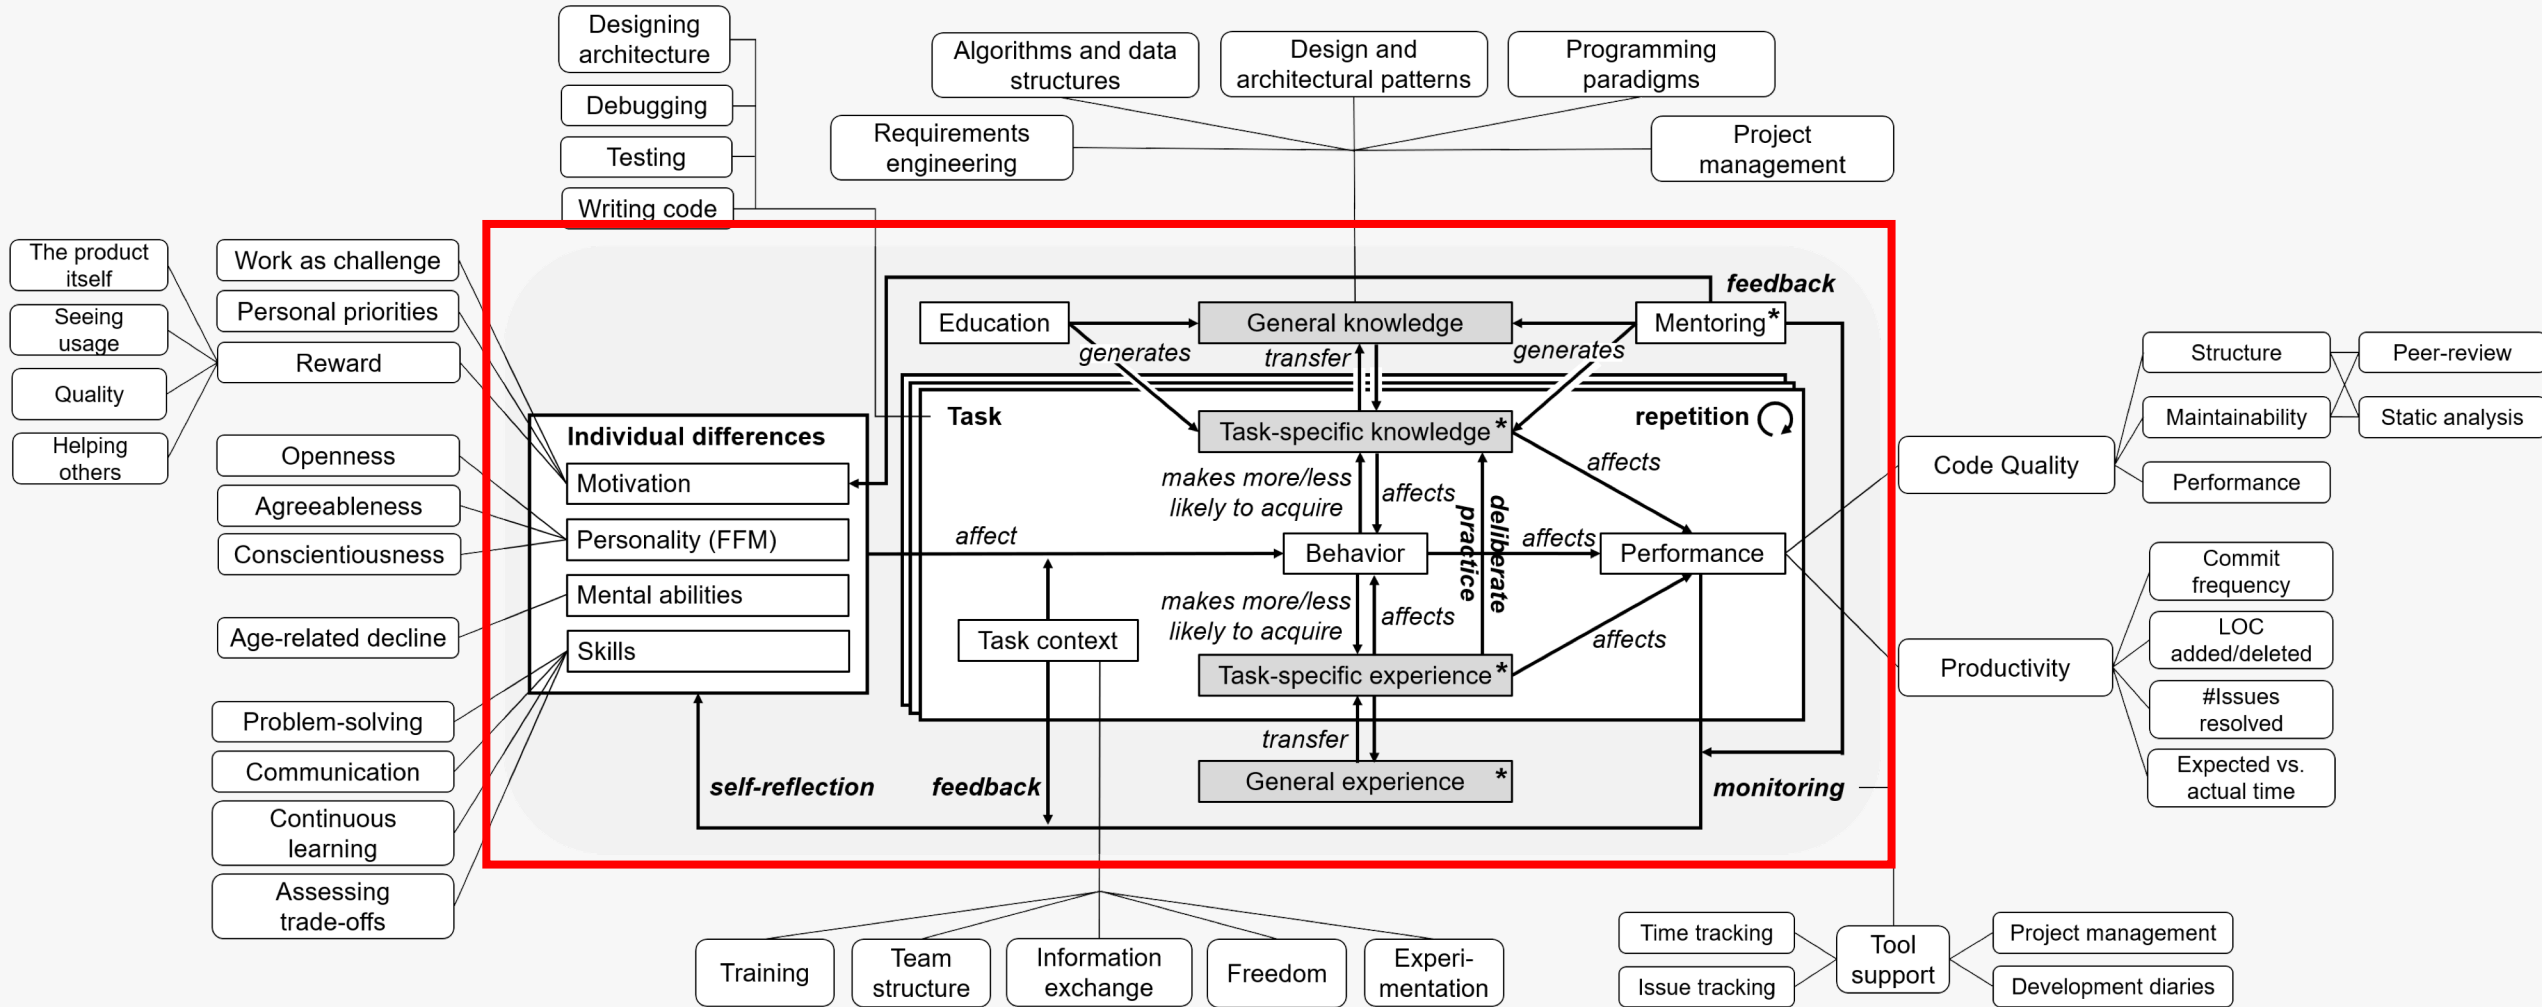 Designing
architecture
Debugging
Testing
Writing code
Algorithms and data
structures
Design and
architectural patterns
Programming
paradigms
Requirements
engineering
Project
management
The product
itself
Seeing
usage
Quality
Helping
others
Work as challenge
Personal priorities
Reward
Openness
Agreeableness
Conscientiousness
Age-related decline
Problem-solving
Communication
Continuous
learning
Assessing
trade-offs
Individual differences
Motivation
Personality (FFM)
Mental abilities
Skills
feedback
Education
General knowledge
Mentoring*
generates
transfer
generates
Task
Task-specific knowledge*
repetition
makes more/less
likely to acquire
affects
deliberate
practice
affects
affect
Behavior
affects
Performance
makes more/less
likely to acquire
affects
affects
Task context
Task-specific experience*
transfer
General experience *
self-reflection
feedback
monitoring
Code Quality
Structure
Maintainability
Performance
Peer-review
Static analysis
Productivity
Commit
frequency
LOC
added/deleted
#Issues
resolved
Expected vs.
actual time
Training
Team
structure
Information
exchange
Freedom
Experi-
mentation
Time tracking
Issue tracking
Tool
support
Project management
Development diaries